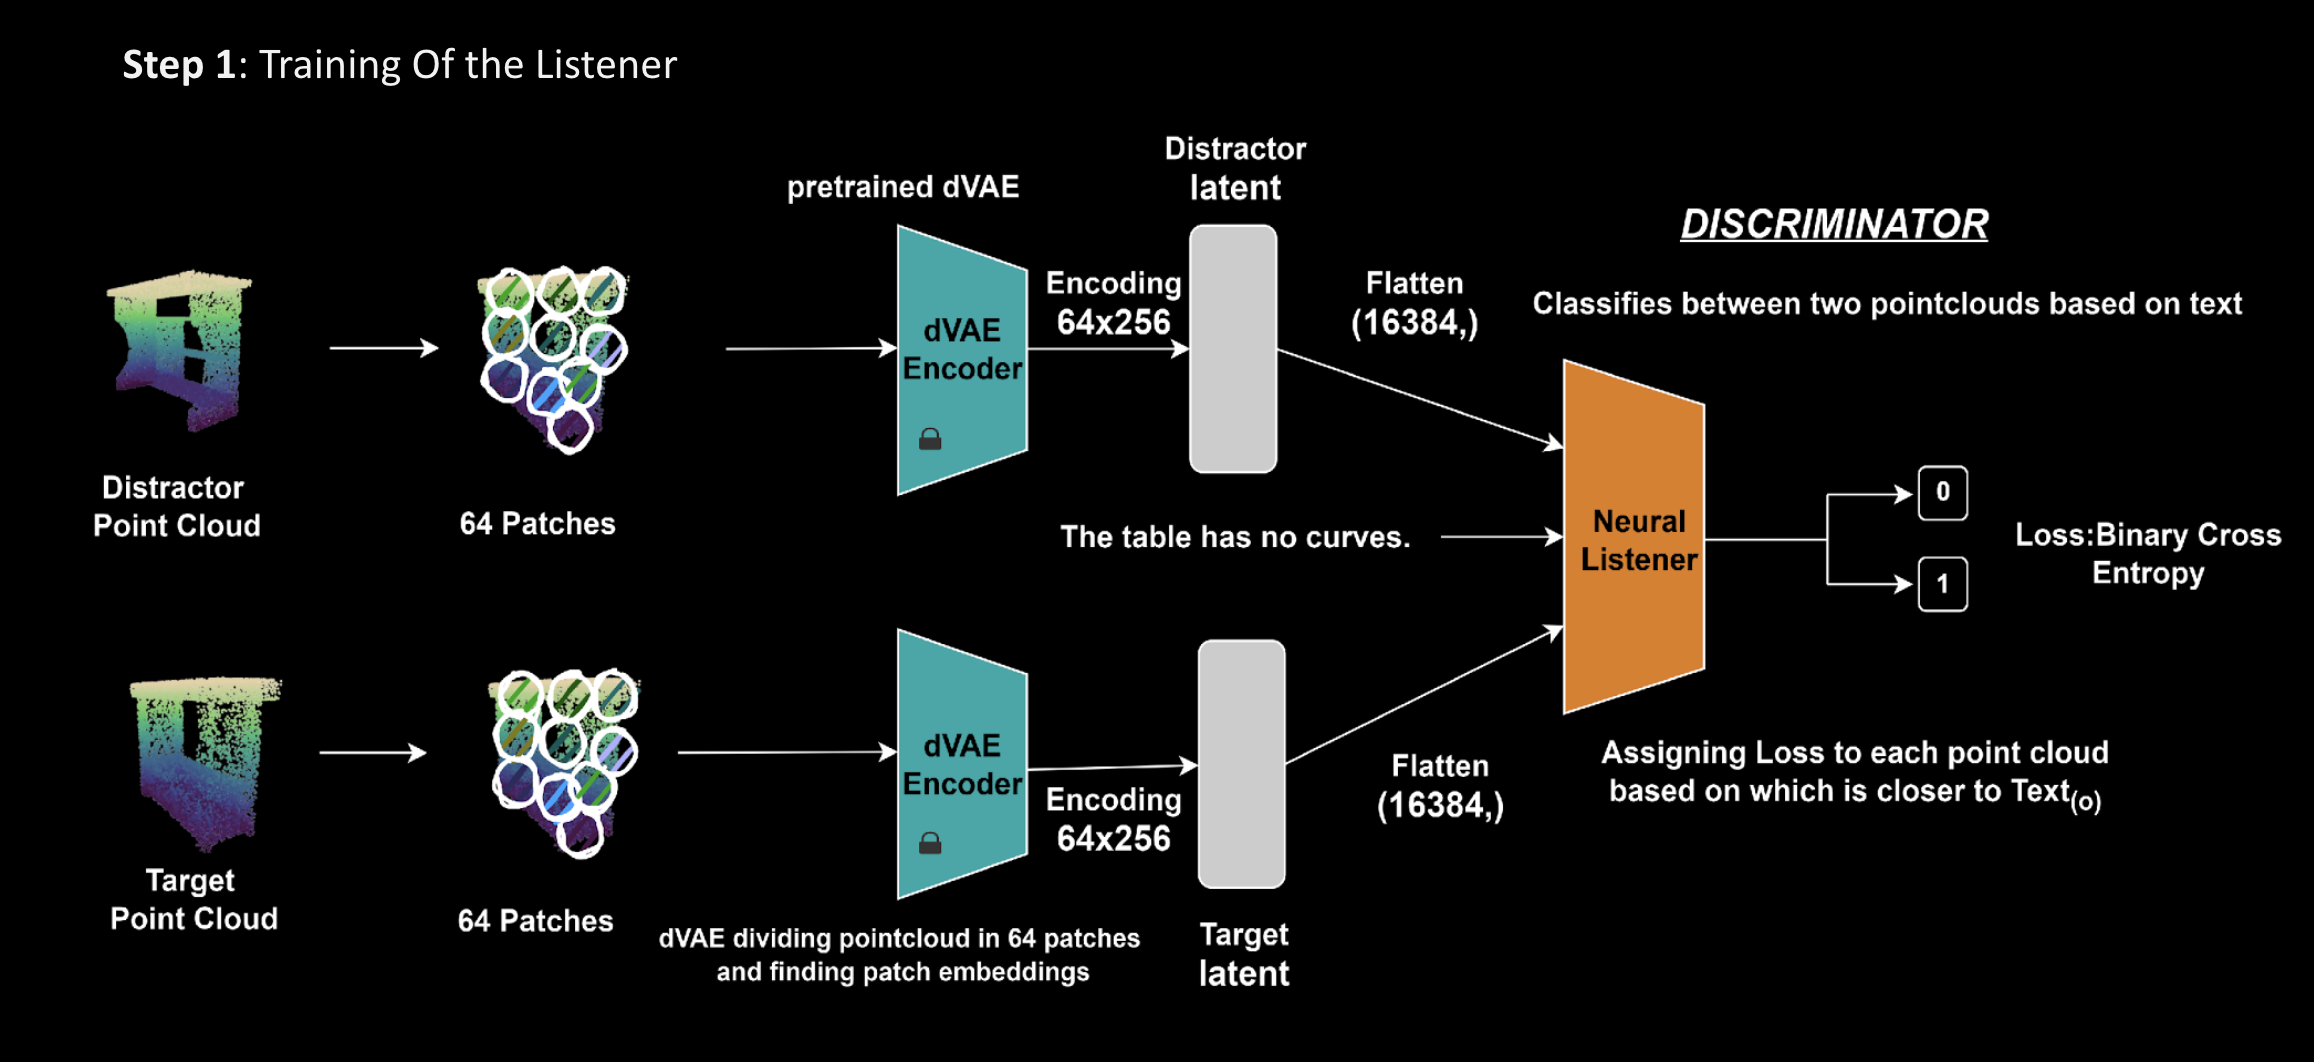 Step 1: Training Of the Listener
Distractor
latent
pretrained dVAE
DISCRIMINATOR
Classifies between two pointclouds based on text
Encoding
64x256
Flatten
(16384,)
dVAE
Encoder
Distractor
Point Cloud
64 Patches
The table has no curves.
Neural
Listener
0
1
Loss:Binary Cross
Entropy
dVAE
Encoder
Encoding
64x256
Flatten
(16384,)
Assigning Loss to each point cloud
based on which is closer to Text(o)
Target
Point Cloud
64 Patches
dVAE dividing pointcloud in 64 patches
and finding patch embeddings
Target
latent